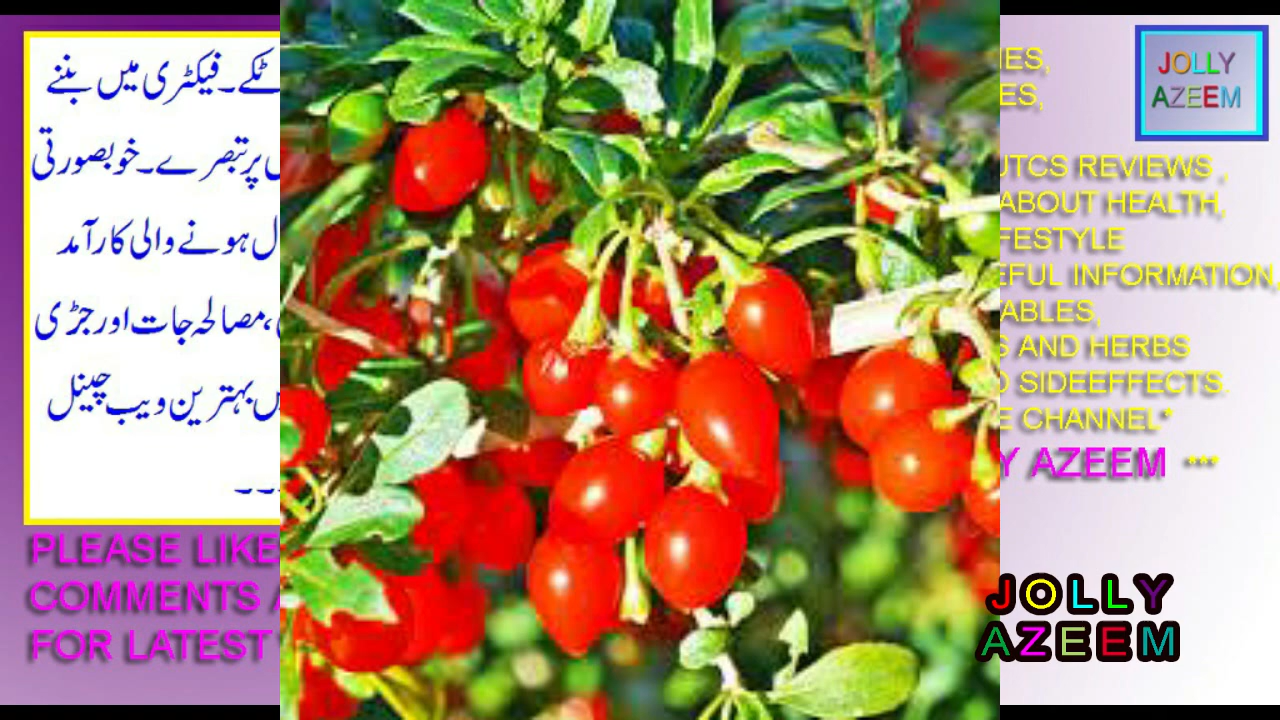 ٹکے۔ فیکٹری میں بننے
پر تبصرے۔ خوبصورتی
ہونے والی کارآمد
،مصالحہ جات اور جڑی
بہترین ویب چینل
۔۔۔
PLEASE LIKE
COMMENTS
FOR LATEST
IES,
ES,
JOLLY
AZEEM
UTCS REVIEWS ,
ABOUT HEALTH,
FESTYLE
EFUL INFORMATION,
ABLES,
S AND HERBS
D SIDEEFFECTS.
E CHANNEL*
Y AZEEM ***
JOLLY
AZEEM